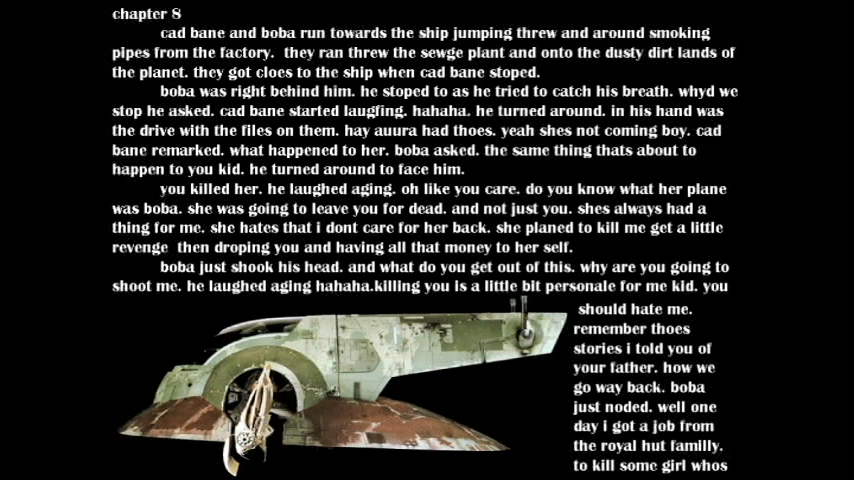 chapter 8
cad bane and boba run towards the ship jumping threw and around smoking
pipes from the factory. they ran threw the sewge plant and onto the dusty dirt lands of
the planet. they got cloes to the ship when cad bane stoped.
boba was right behind him. he stoped to as he tried to catch his breath. whyd we
stop he asked. cad bane started laugfing. hahaha. he turned around. in his hand was
the drive with the files on them. hay auura had thoes. yeah shes not coming boy. cad
bane remarked. what happened to her. boba asked. the same thing thats about to
happen to you kid. he turned around to face him.
you killed her. he laughed aging. oh like you care. do you know what her plane
was boba. she was going to leave you for dead. and not just you. shes always had a
thing for me. she hates that i dont care for her back. she planed to kill me get a little
revenge then droping you and having all that money to her self.
boba just shook his head. and what do you get out of this. why are you going to
shoot me. he laughed aging hahaha.killing you is a little bit personale for me kid. you
should hate me.
remember thoes
stories i told you of
your father. how we
go way back. boba
just noded. well one
day i got a job from
the royal hut familly.
to kill some girl whos